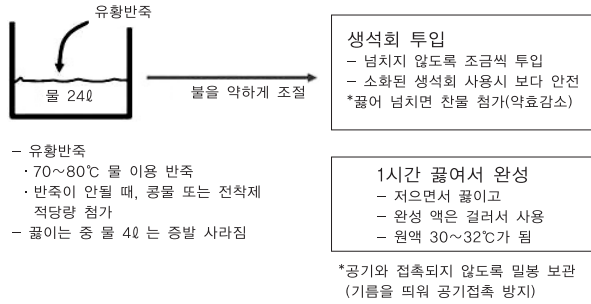 유황반죽
물 24ℓ
불을 약하게 조절
- 유황반죽
· 70~80℃ 물 이용 반죽
· 반죽이 안될 때, 콩물 또는 전착제
적당량 첨가
- 끓이는 중 물 4ℓ 는 증발 사라짐
생석회 투입
- 넘치지 않도록 조금씩 투입
- 소화된 생석회 사용시 보다 안전
*끓어 넘치면 찬물 첨가(약효감소)
1시간 끓여서 완성
- 저으면서 끓이고
- 완성 액은 걸러서 사용
- 원액 30~32℃가 됨
*공기와 접촉되지 않도록 밀봉 보관
(기름을 띄워 공기접촉 방지)